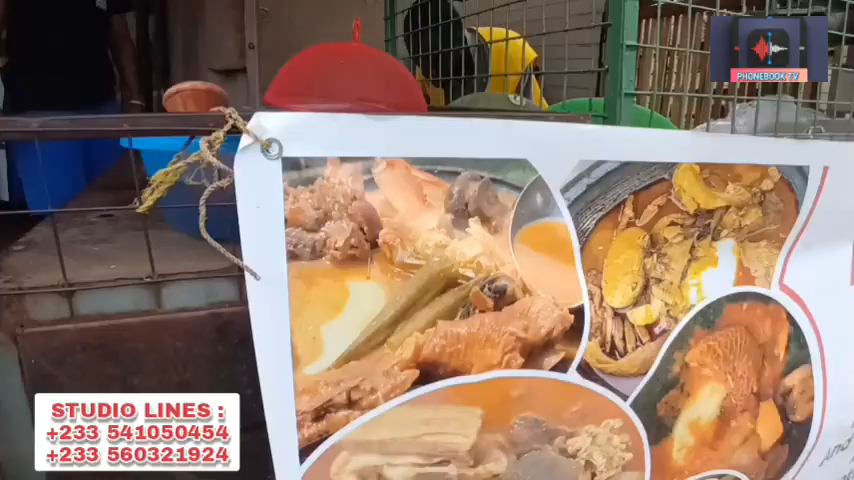 PHONEBOOK TV
STUDIO LINES :
+233 541050454
+233 560321924